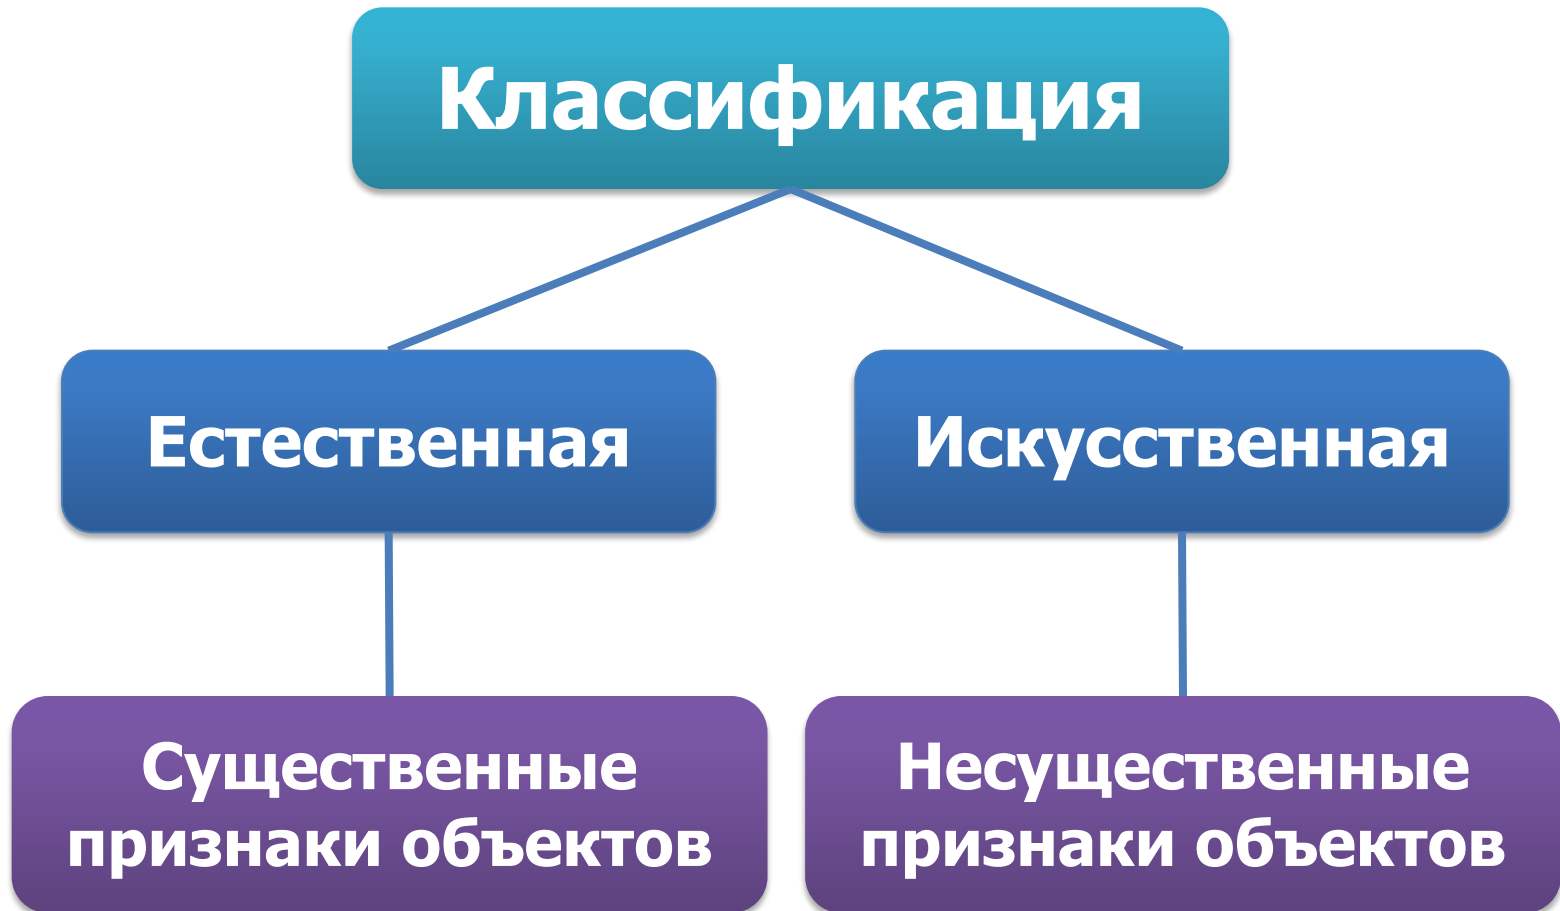 Классификация
Естественная
Искусственная
Существенные
признаки объектов
Несущественные
признаки объектов